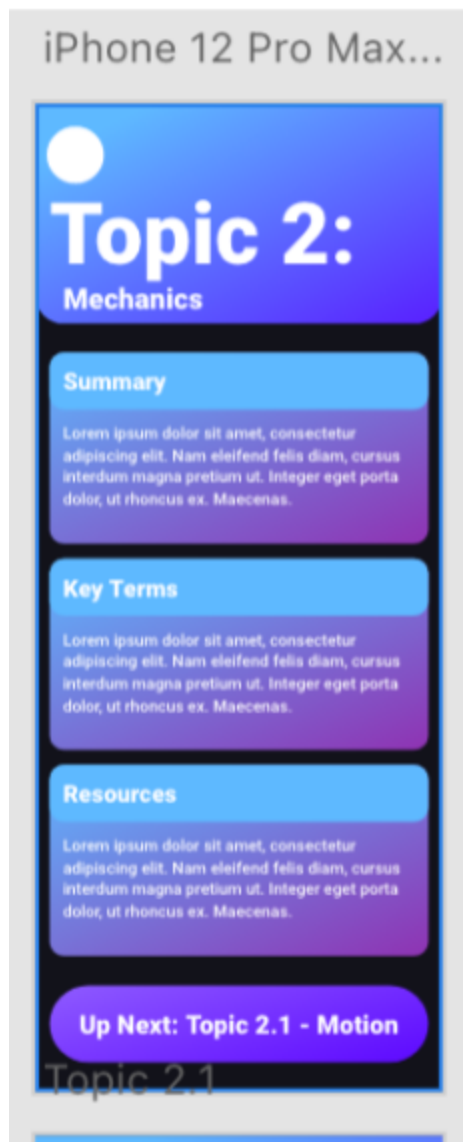 iPhone 12 Pro Max...
Topic 2:
Mechanics
Summary
Lorem ipsum dolor sit amet, consectetur
adipiscing elit. Nam eleifend felis diam, cursus
interdum magna pretium ut. Integer eget porta
dolor, ut rhoncus ex. Maecenas.
Key Terms
Lorem ipsum dolor sit amet, consectetur
adipiscing elit. Nam eleifend felis diam, cursus
interdum magna pretium ut. Integer eget porta
dolor, ut rhoncus ex. Maecenas.
Resources
Lorem ipsum dolor sit amet, consectetur
adipiscing elit. Nam eleifend felis diam, cursus
interdum magna pretium ut. Integer eget porta
dolor, ut rhoncus ex. Maecenas.
Up Next: Topic 2.1 - Motion
Topic 2.1